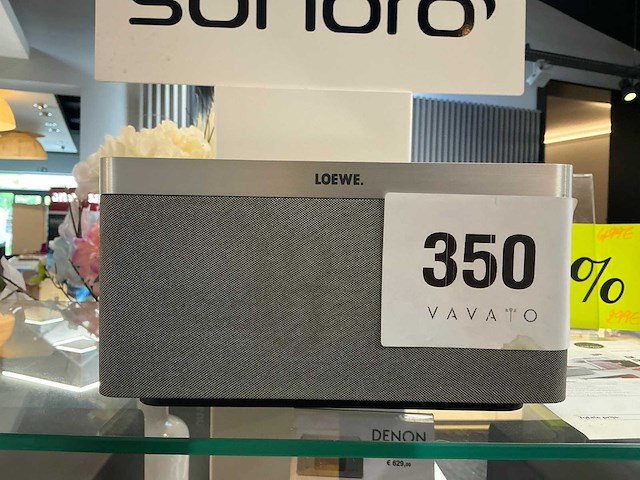 sonoro
LOEWE.
350
VAVATO
%
DENON
€ 629,00